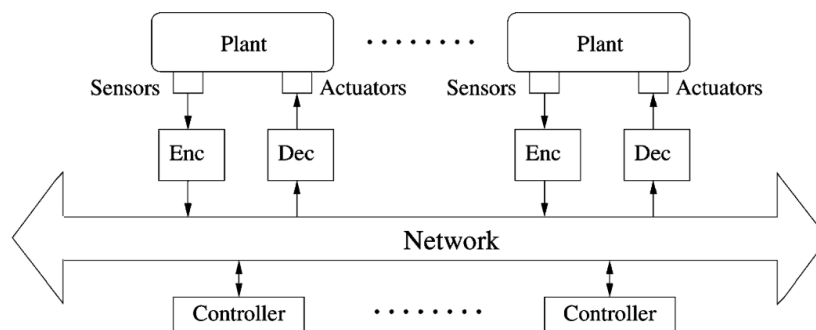 Plant
Plant
Sensors
Actuators
Sensors
Actuators
Enc
Dec
Enc
Dec
Network
Controller
Controller